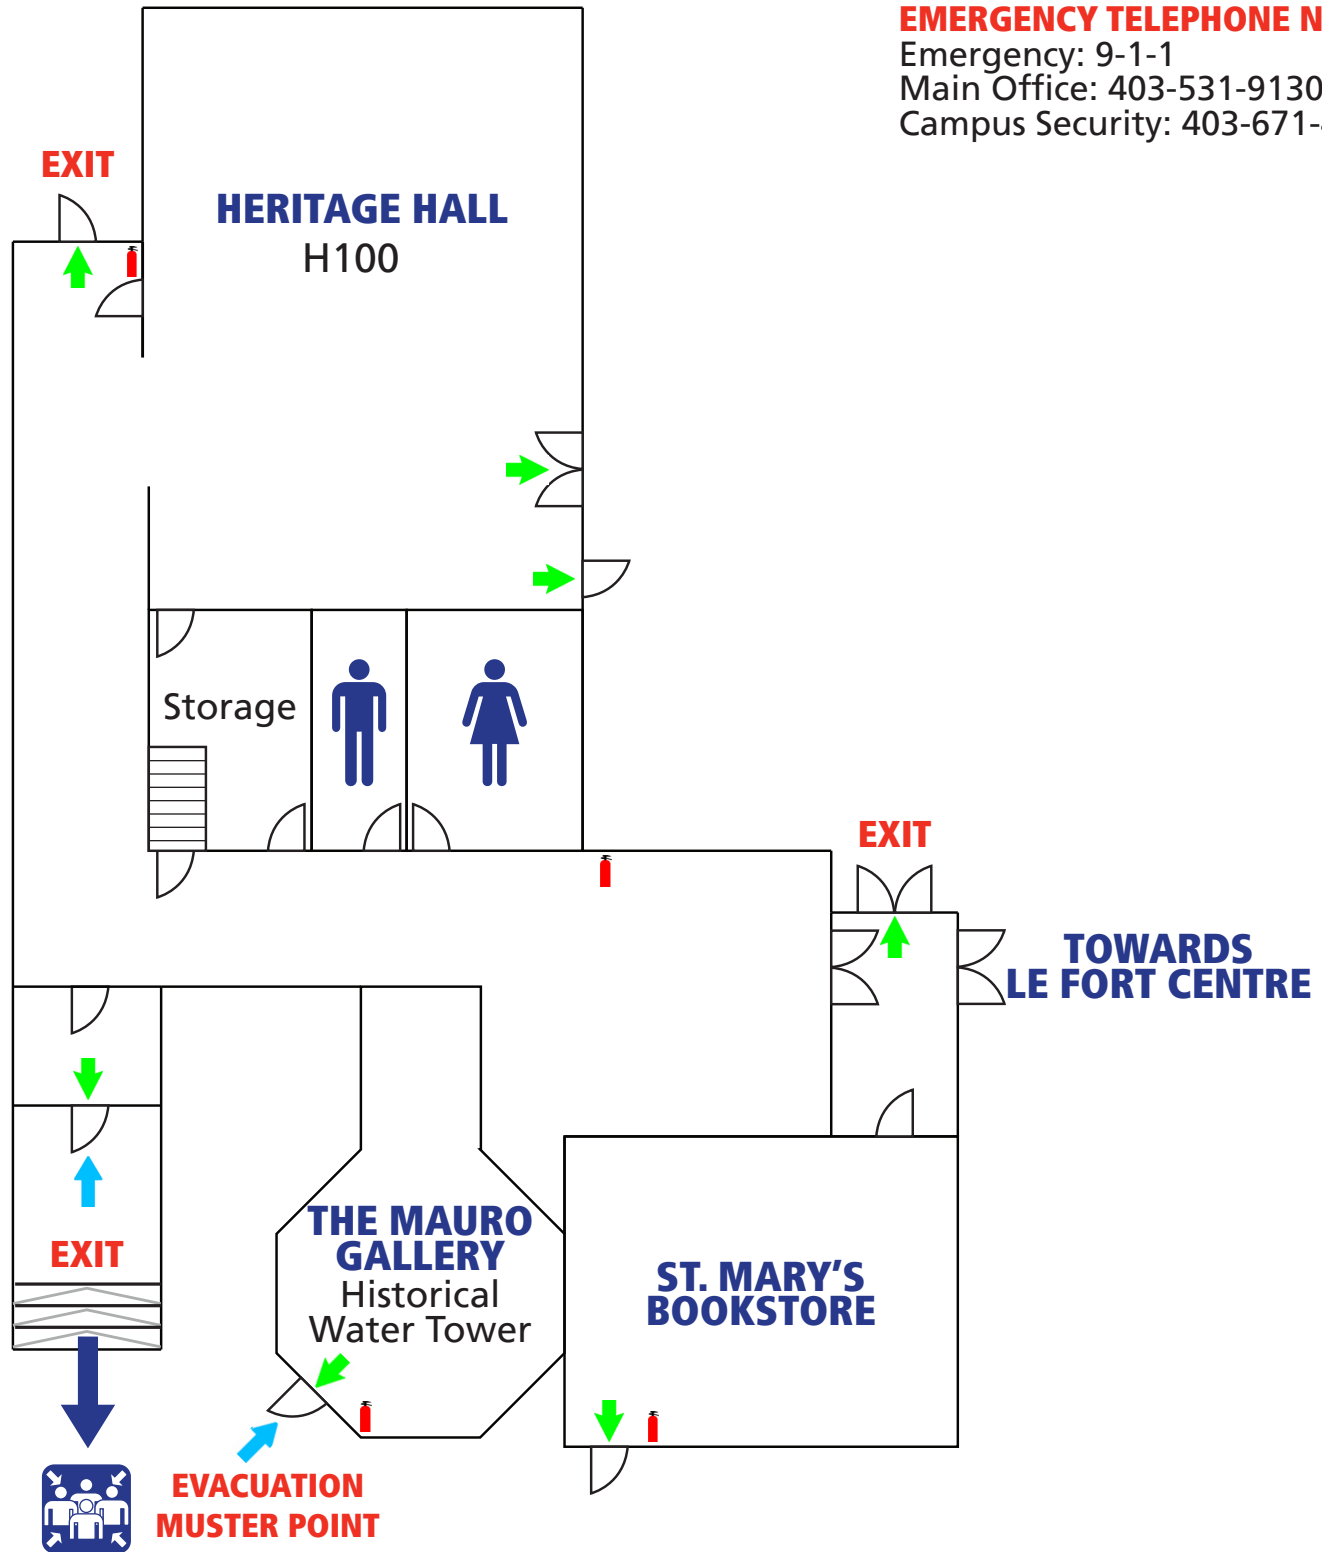 EMERGENCY TELEPHONE N
Emergency: 9-1-1
Main Office: 403-531-9130
Campus Security: 403-671-
EXIT
HERITAGE HALL
H100
Storage
EXIT
TOWARDS
LE FORT CENTRE
THE MAURO
GALLERY
Historical
Water Tower
EXIT
ST. MARY'S
BOOKSTORE
EVACUATION
MUSTER POINT